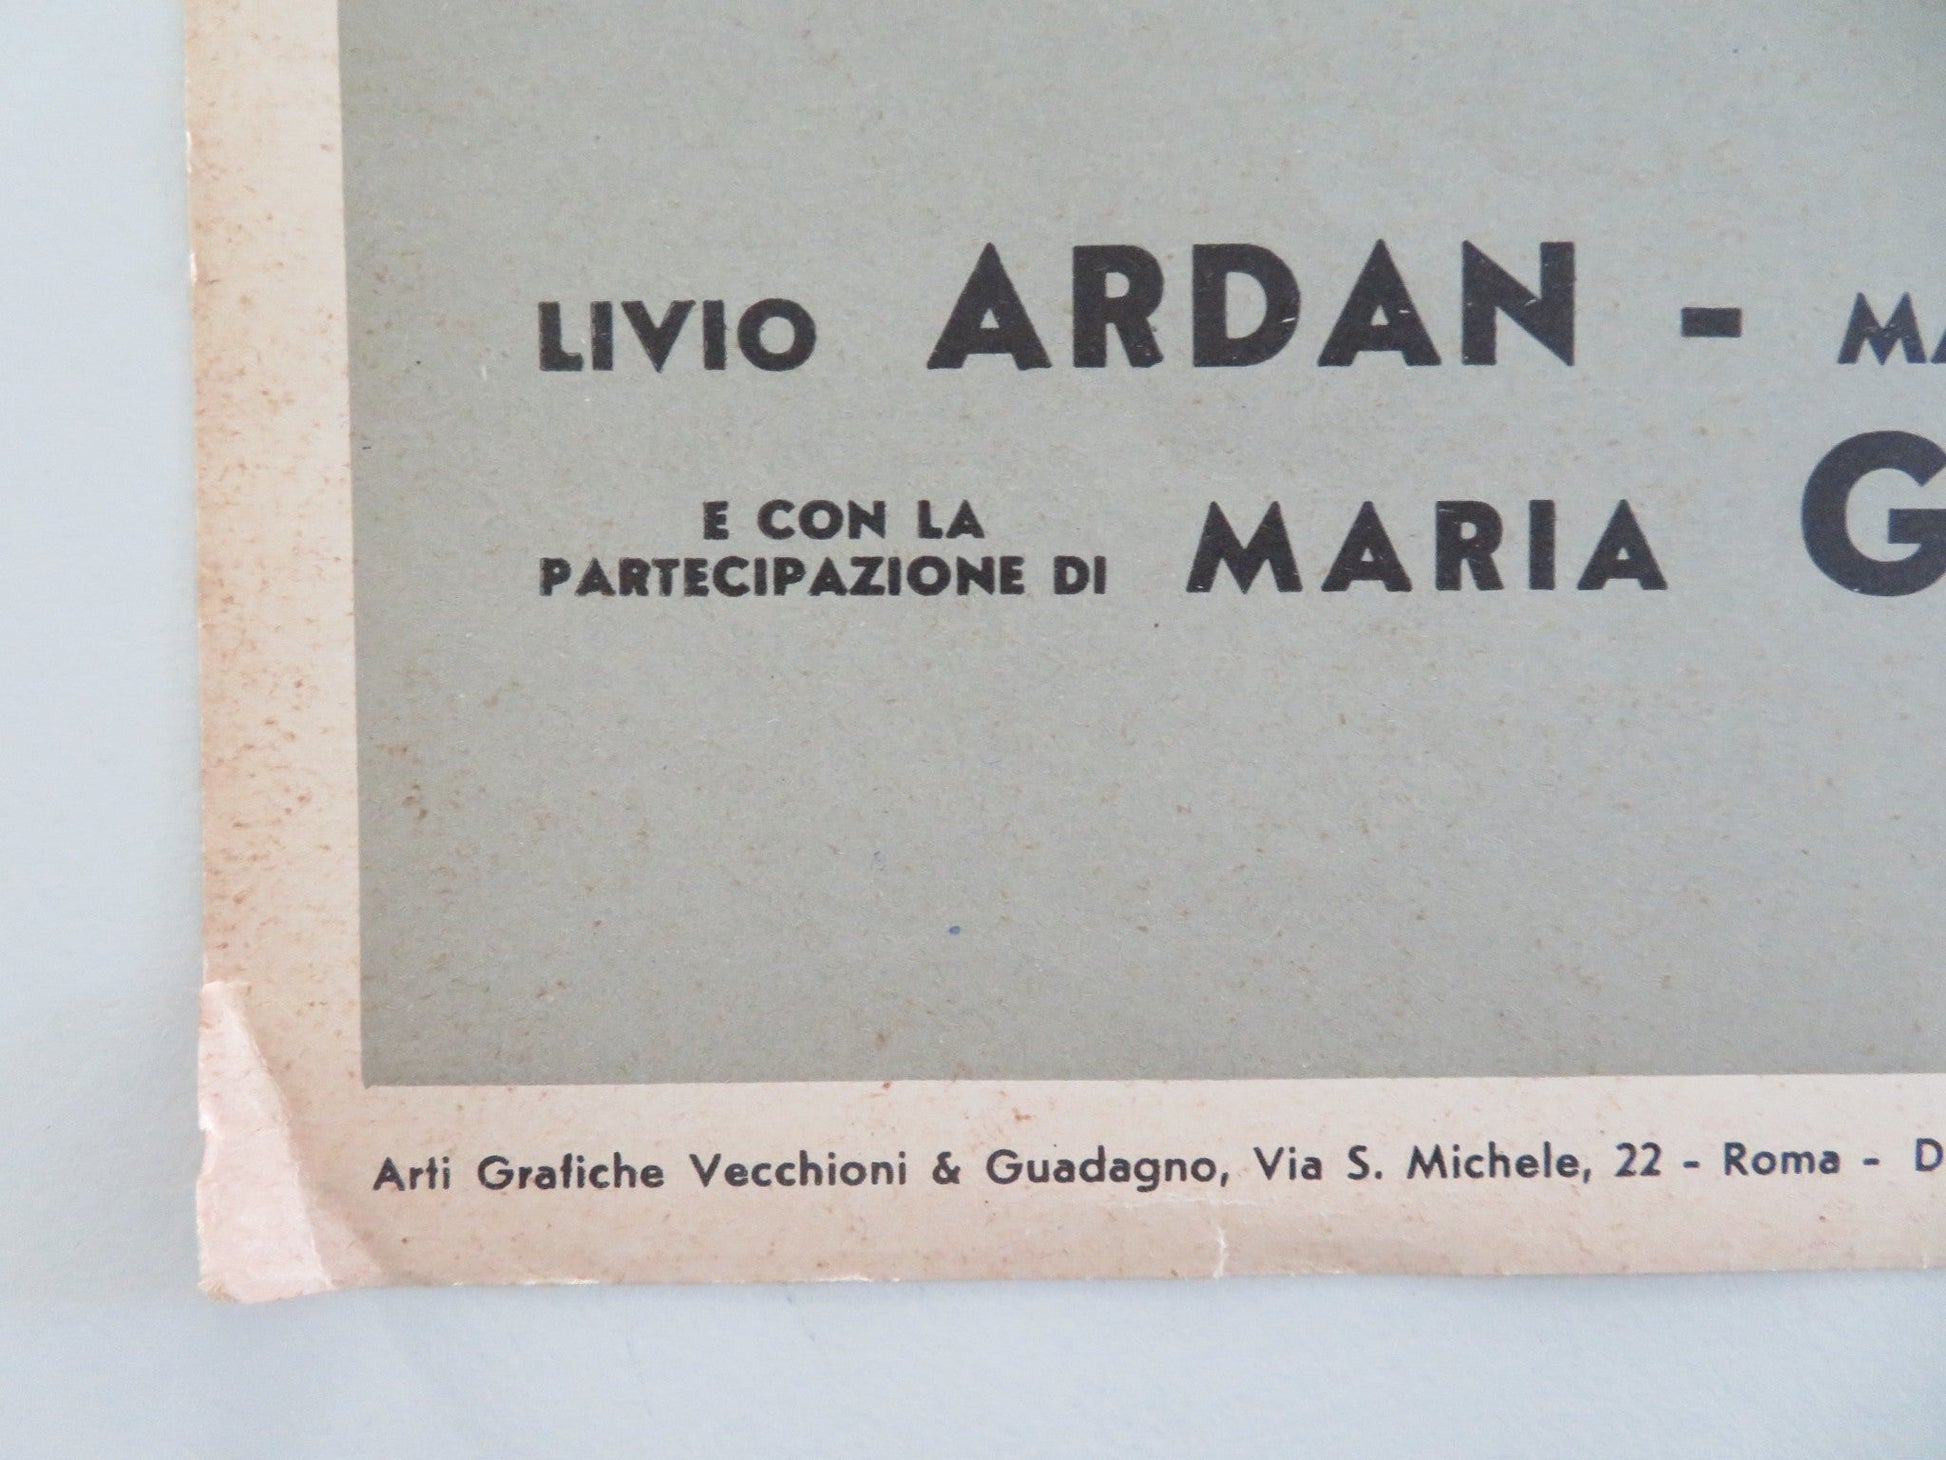 LIVIO ARDAN -
E CON LA
PARTECIPAZIONE DI MARIA
Arti Grafiche Vecchioni & Guadagno, Via S. Michele, 22 - Roma -